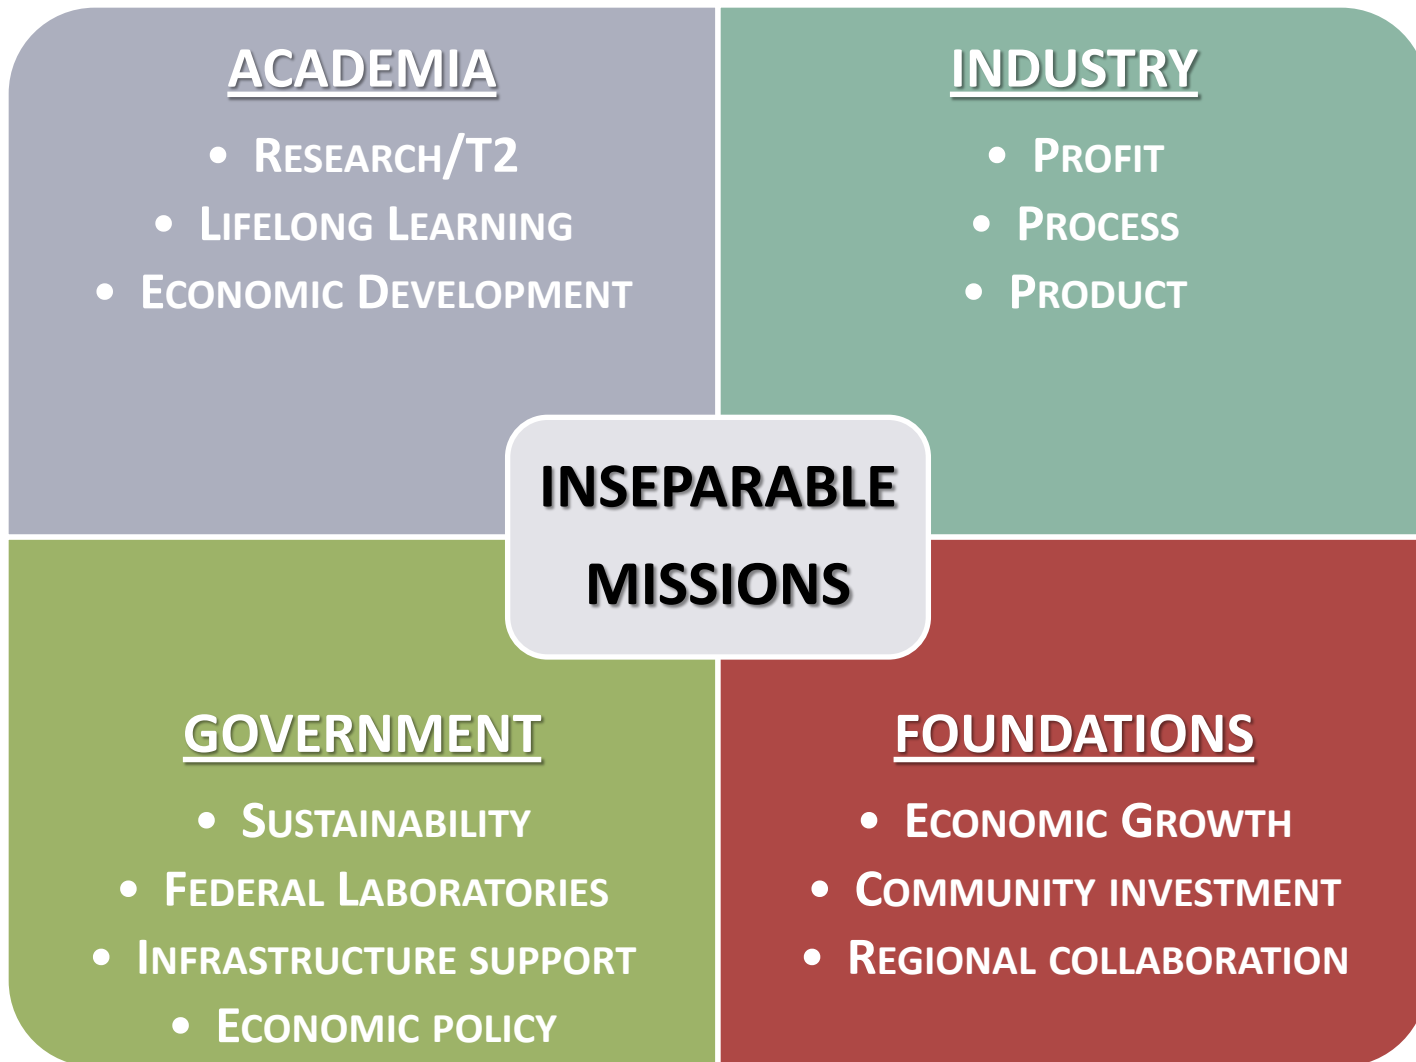 ACADEMIA
• Research/T2
• Lifelong Learning
• Economic Development
INDUSTRY
• Profit
• Process
• Product
INSEPARABLE
MISSIONS
GOVERNMENT
• Sustainability
• Federal Laboratories
• Infrastructure support
• Economic policy
FOUNDATIONS
• Economic Growth
• Community investment
• Regional collaboration